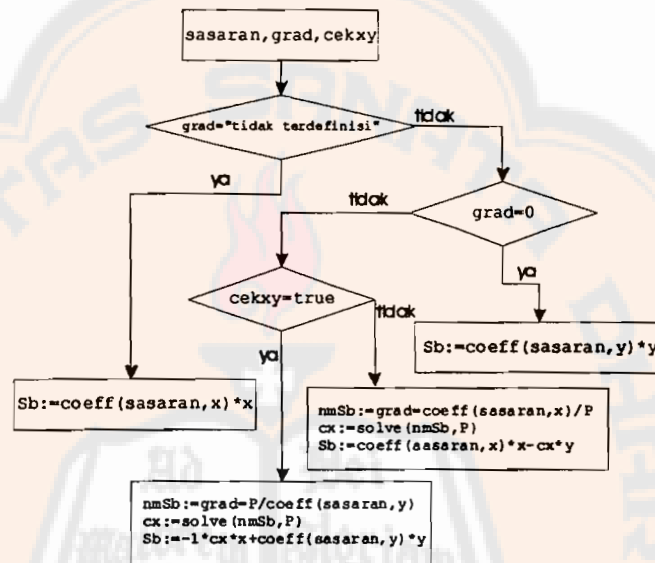 sasaran,grad,cekxy
grad="tidak terdefinisi"
tidak
ya
tidak
grad=0
ya
cekxy=true
tidak
ya
Sb:=coeff(sasaran,y)*y
Sb:=coeff(sasaran,x)*x
nmSb:=grad=coeff(sasaran,x)/P
cx:=solve(nmSb,P)
Sb:=coeff(sasaran,x)*x-cx*y
nmSb:=grad=P/coeff(sasaran,y)
cx:=solve(nmSb,P)
Sb:=-1*cx*x+coeff(sasaran,y)*y